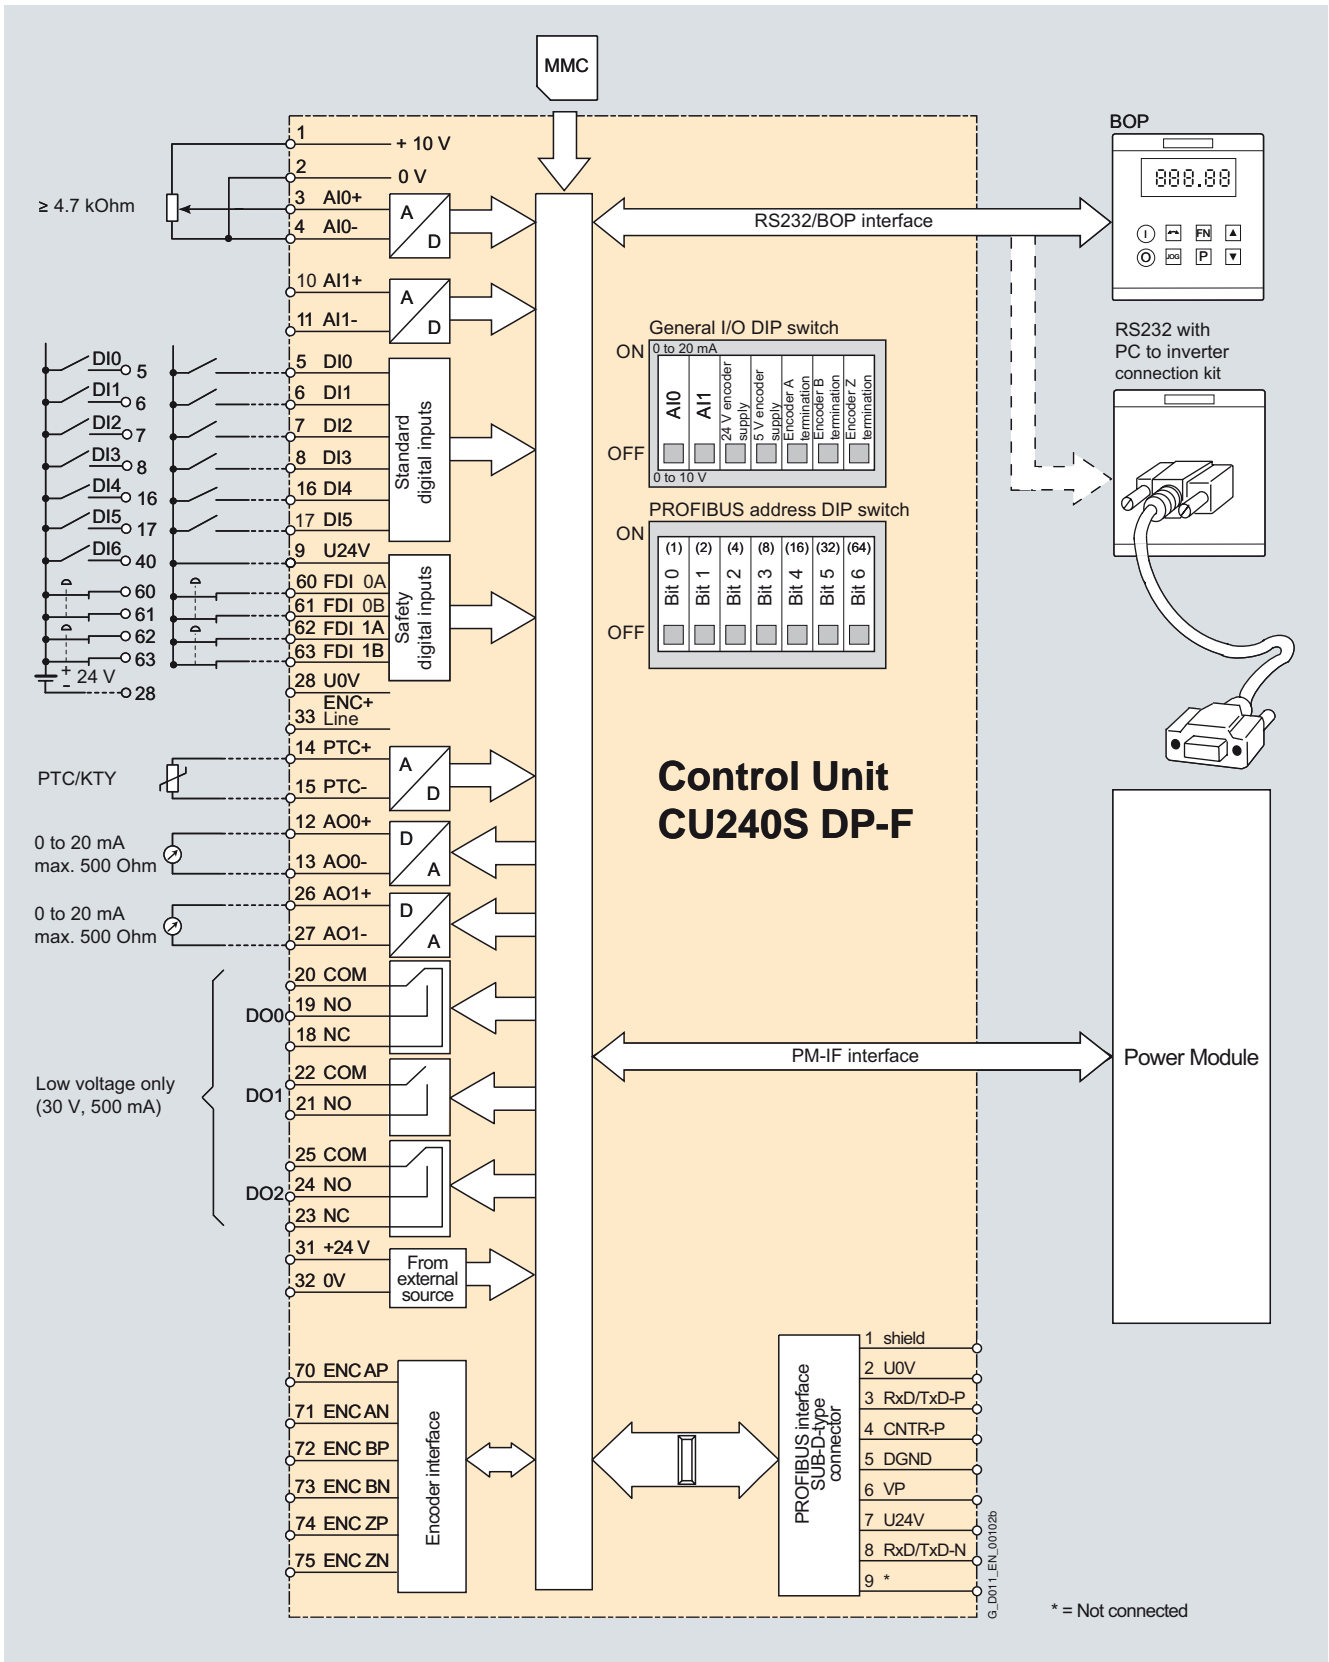 MMC
1
+ 10 V
2
0 V
≥ 4.7 kOhm
3 AI0+
4 AI0-
A
D
10 AI1+
11 AI1-
A
D
DI0 5
DI1 6
DI2 7
DI3 8
DI4 16
DI5 17
DI6 40
60
61
62
63
+
- 24 V
28
5 DI0
6 DI1
7 DI2
8 DI3
16 DI4
17 DI5
Standard
digital inputs
9 U24V
60 FDI 0A
61 FDI 0B
62 FDI 1A
63 FDI 1B
Safety
digital inputs
28 U0V
ENC+
33 Line
PTC/KTY
14 PTC+
15 PTC-
A
D
0 to 20 mA
max. 500 Ohm
12 AO0+
13 AO0-
D
A
0 to 20 mA
max. 500 Ohm
26 AO1+
27 AO1-
D
A
Low voltage only
(30 V, 500 mA)
DO0
20 COM
19 NO
18 NC
DO1
22 COM
21 NO
DO2
25 COM
24 NO
23 NC
31 +24 V
32 0V
From
external
source
70 ENC AP
71 ENC AN
72 ENC BP
73 ENC BN
74 ENC ZP
75 ENC ZN
Encoder interface
RS232/BOP interface
General I/O DIP switch
ON
0 to 20 mA
AI0
AI1
24 V encoder
supply
5 V encoder
supply
Encoder A
termination
Encoder B
termination
Encoder Z
termination
OFF
0 to 10 V
PROFIBUS address DIP switch
ON
(1) (2) (4) (8) (16) (32) (64)
Bit 0
Bit 1
Bit 2
Bit 3
Bit 4
Bit 5
Bit 6
OFF
Control Unit
CU240S DP-F
PM-IF interface
PROFIBUS interface
SUB-D-type
connector
1 shield
2 U0V
3 RxD/TxD-P
4 CNTR-P
5 DGND
6 VP
7 U24V
8 RxD/TxD-N
9 *
BOP
888.88
I
FN
O
JOG
P
RS232 with
PC to inverter
connection kit
Power Module
G_D011_EN_00102b
* = Not connected